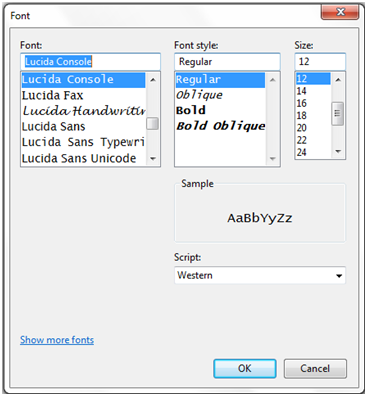 Font
Font: Font style: Size:
Lucida Console Regular 12
Lucida Console Regular 12
Lucida Fax Oblique 14
Lucida Handwritin Bold 16
Lucida Sans Bold Oblique 18
Lucida Sans Typewri 20
Lucida Sans Unicode 22
24
Sample
AaBbYyZz
Script:
Western
Show more fonts
OK Cancel